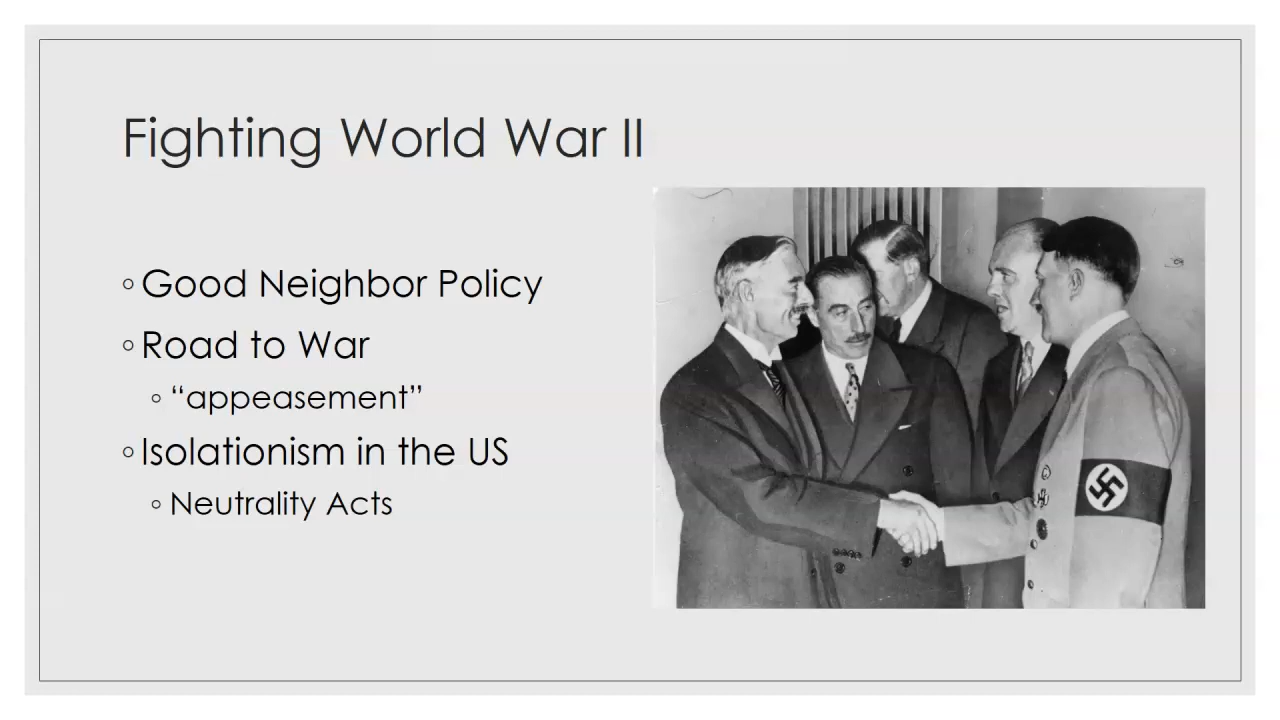 Fighting World War II
◦ Good Neighbor Policy
◦ Road to War
◦ “appeasement”
◦ Isolationism in the US
◦ Neutrality Acts